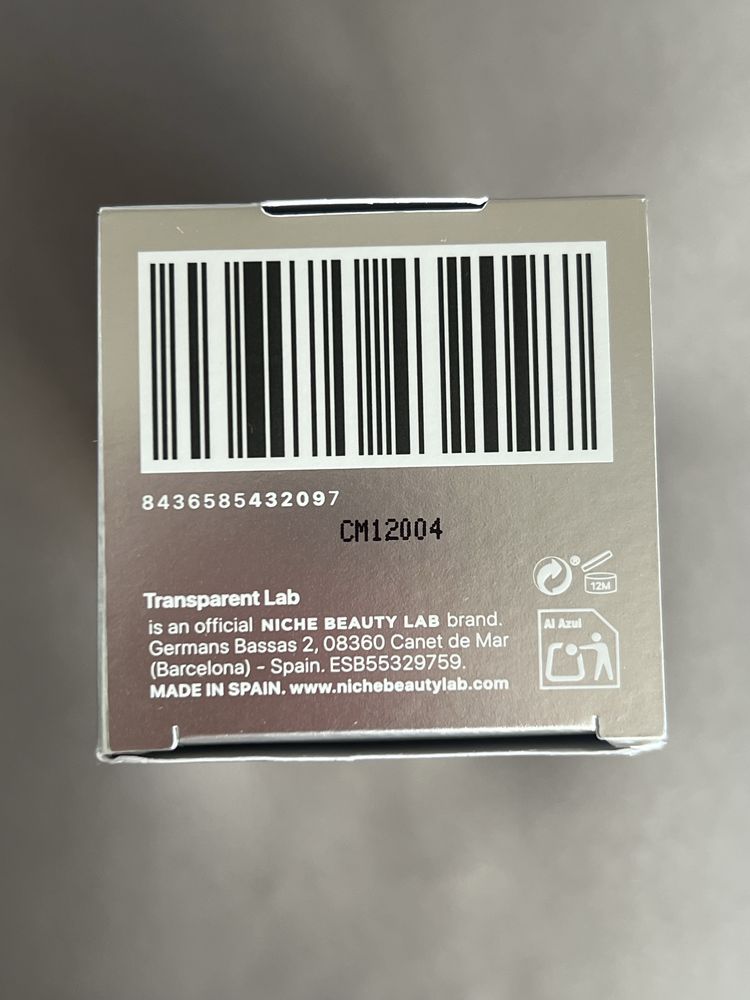 8436585432097
CM12004
®
12M
Transparent Lab
Al Azul
is an official NICHE BEAUTY LAB brand.
Germans Bassas 2, 08360 Canet de Mar
(Barcelona) - Spain. ESB55329759.
MADE IN SPAIN. www.nichebeautylab.com